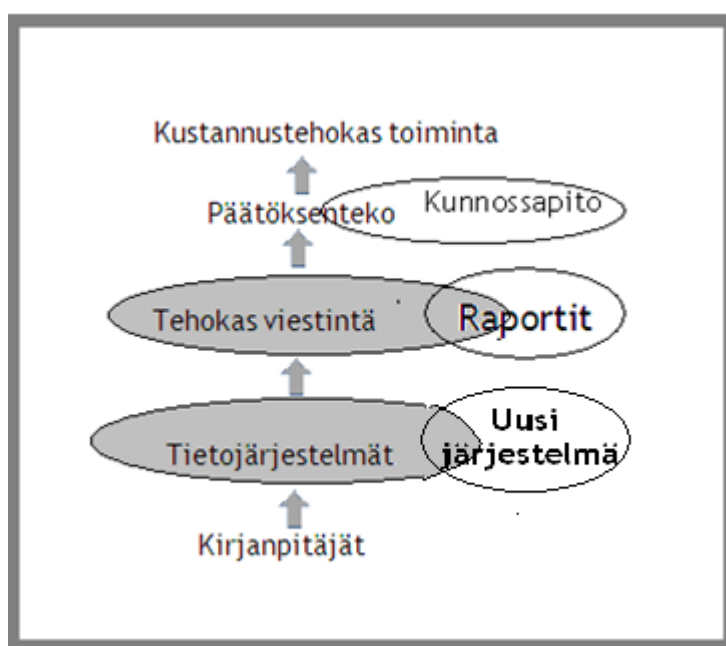 Kustannustehokas toiminta
Päätöksenteko
Kunnossapito
Tehokas viestintä
Raportit
Tietojärjestelmät
Uusi
järjestelmä
Kirjanpitäjät